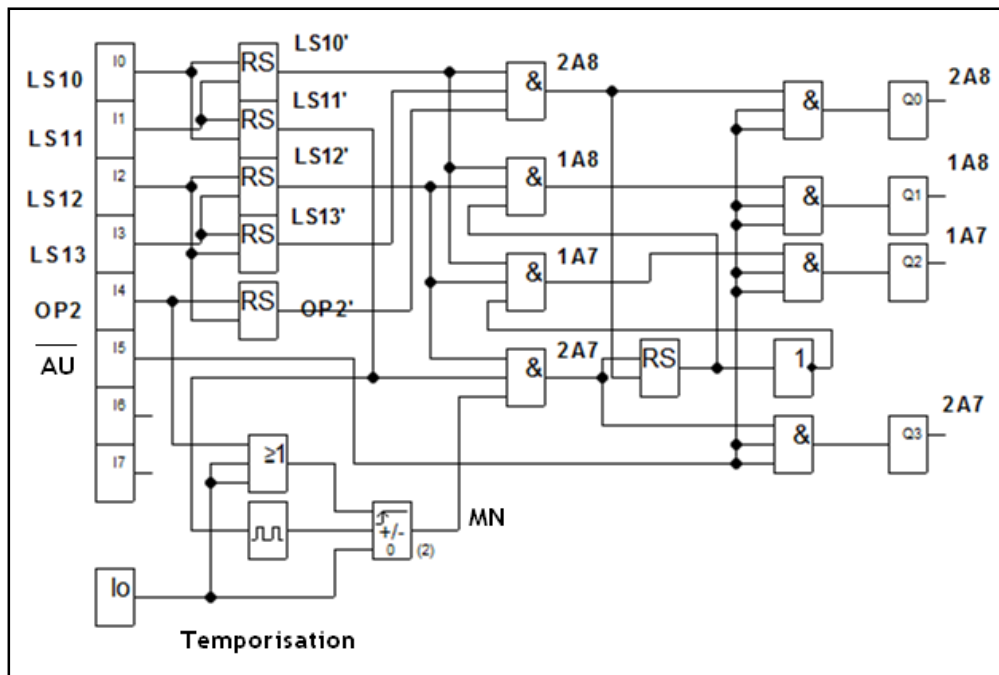 LS10
LS11
LS12
LS13
OP2
AU
I0
I1
I2
I3
I4
I5
I6
I7
Io
RS
RS
RS
RS
RS
LS10'
LS11'
LS12'
LS13'
OP2'
≥1
+/-
0
(2)
MN
Temporisation
&
2A8
&
1A8
&
1A7
&
2A7
RS
1
&
&
&
&
Q0
2A8
Q1
1A8
Q2
1A7
Q3
2A7